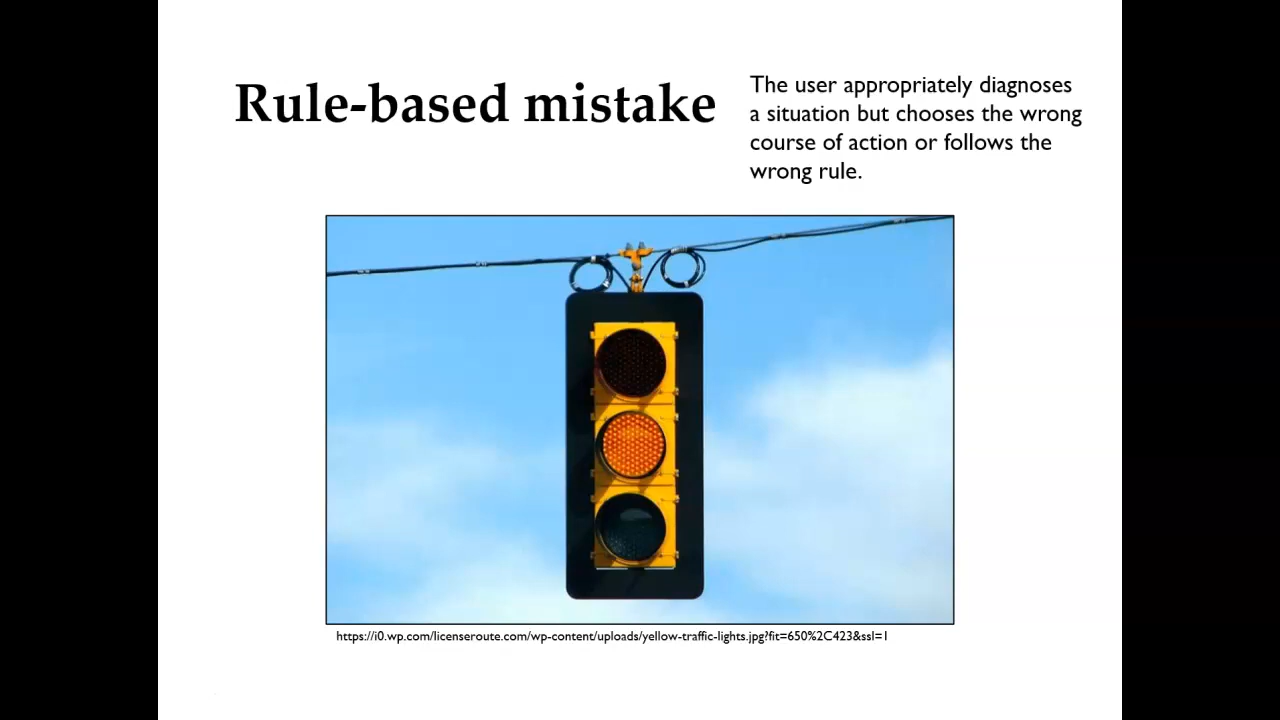 Rule-based mistake
The user appropriately diagnoses
a situation but chooses the wrong
course of action or follows the
wrong rule.
https://i0.wp.com/licenseroute.com/wp-content/uploads/yellow-traffic-lights.jpg?fit=650%2C423&ssl=1